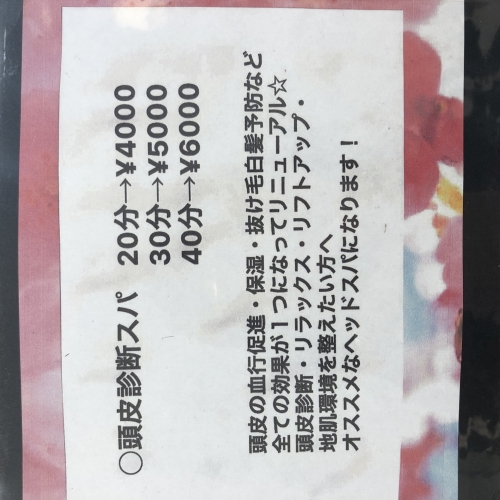 ○頭皮診断スパ 20分→¥4000
30分→¥5000
40分→¥6000
頭皮の血行促進・保湿・抜け毛白髪予防など
全ての効果が１つになってリニューアル☆
頭皮診断・リラックス・リフトアップ・
地肌環境を整えたい方へ
オススメなヘッドスパになります！